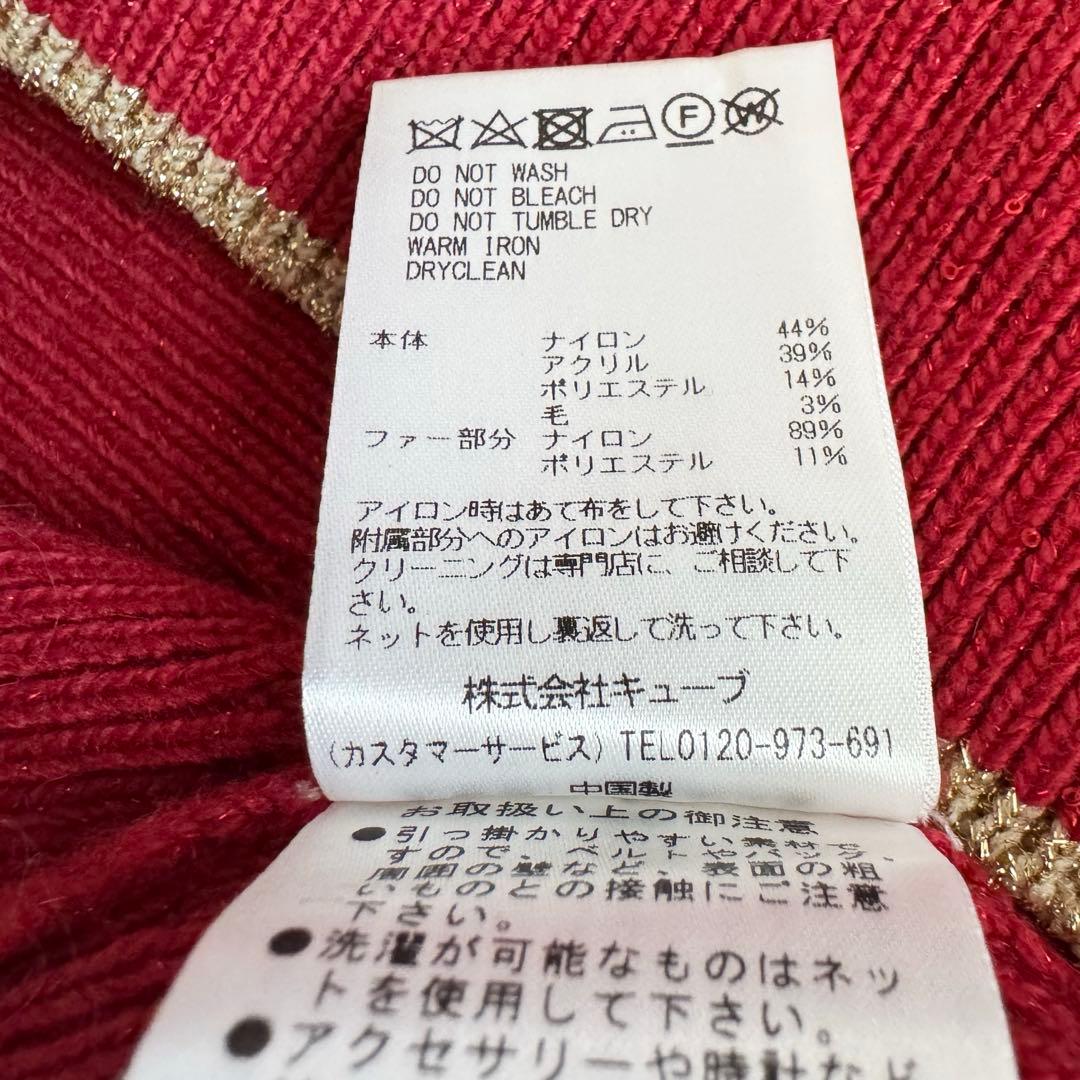 F W
DO NOT WASH
DO NOT BLEACH
DO NOT TUMBLE DRY
WARM IRON
DRYCLEAN
本体 ナイロン 44%
アクリル 39%
ポリエステル 14%
毛 3%
ファー部分 ナイロン 89%
ポリエステル 11%
アイロン時はあて布をして下さい。
附属部分へのアイロンはお避けください。
クリーニングは専門店に、ご相談して下
さい。
ネットを使用し裏返して洗って下さい。
株式会社キューブ
(カスタマーサービス) TEL0120-973-691
中国製
お取扱い上の御注意
●引っ掛かりやすい素材で
すので、ベルトやバッグ、
周囲の壁など、表面の粗
いものとの接触にご注意
下さい。
●洗濯が可能なものはネッ
トを使用して下さい。
●アクセサリーや時計など